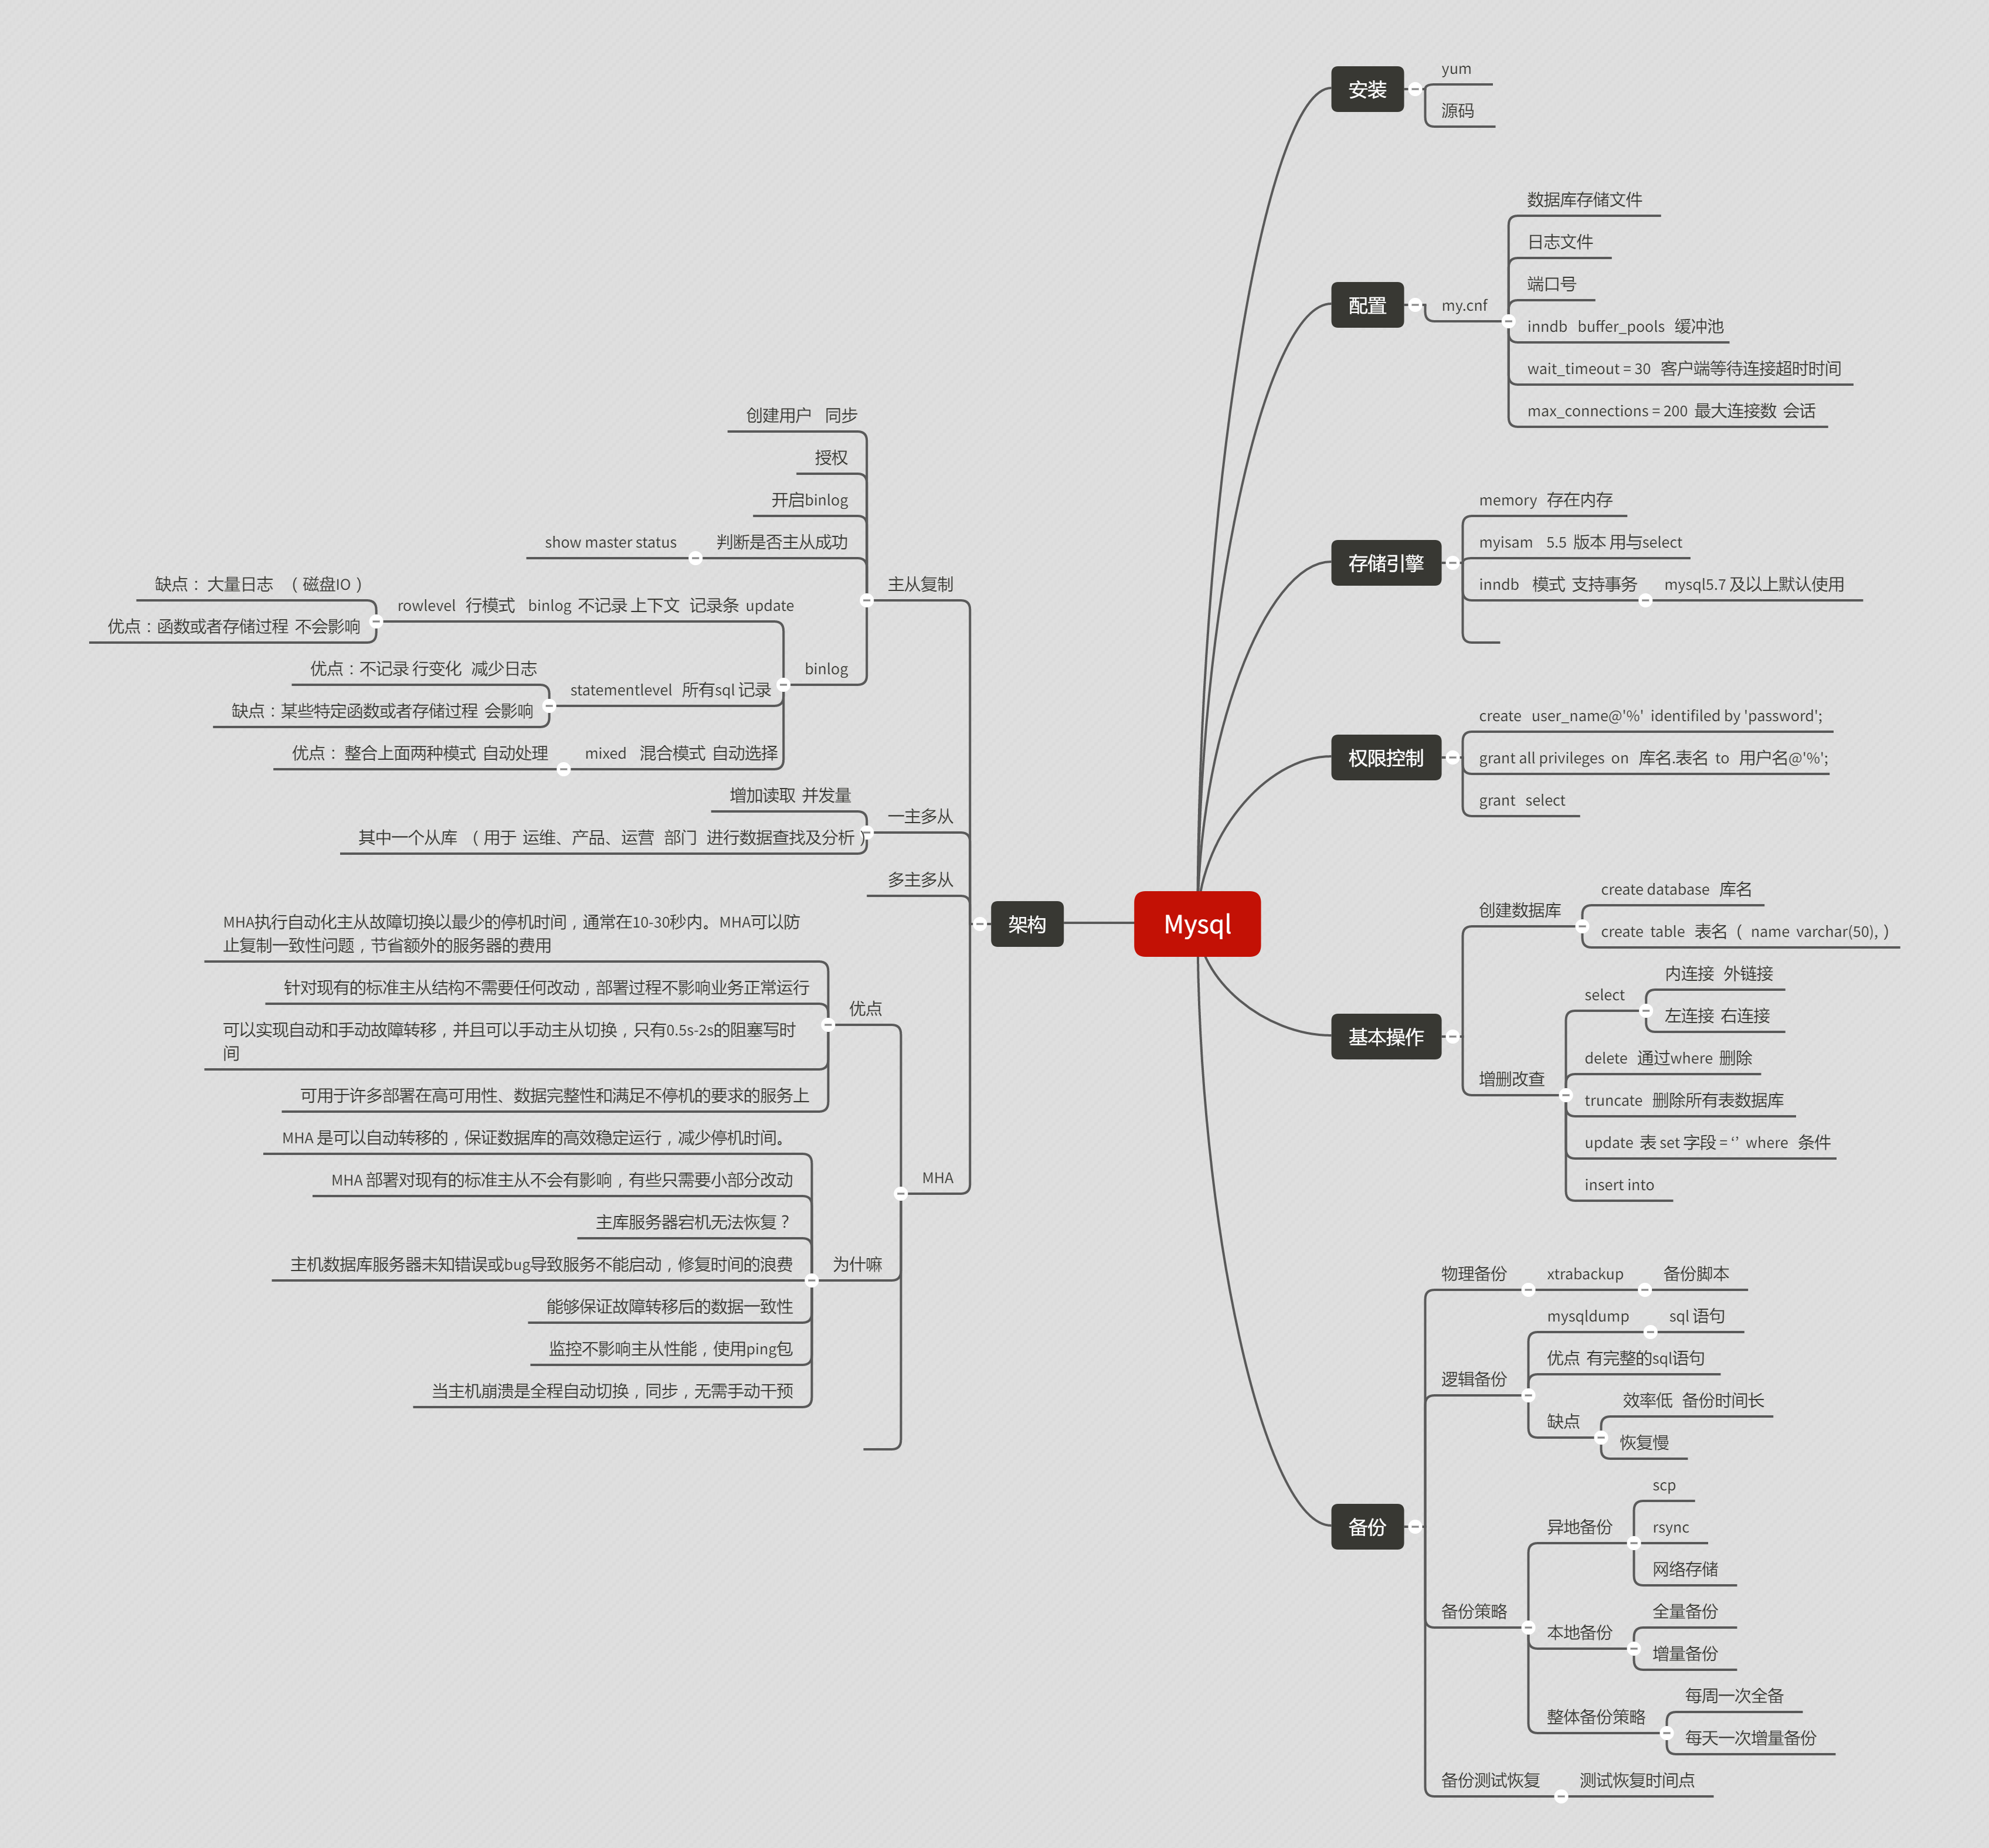 Mysql
安装
yum
源码
配置
my.cnf
数据库存储文件
日志文件
端口号
inndb buffer_pools 缓冲池
wait_timeout = 30 客户端等待连接超时时间
max_connections = 200 最大连接数 会话
存储引擎
memory 存在内存
myisam 5.5 版本 用与select
inndb 模式 支持事务
mysql5.7 及以上默认使用
权限控制
create user_name@'%' identifiled by 'password';
grant all privileges on 库名.表名 to 用户名@'%';
grant select
基本操作
创建数据库
create database 库名
create table 表名 ( name varchar(50), )
增删改查
select
内连接 外链接
左连接 右连接
delete 通过where 删除
truncate 删除所有表数据库
update 表 set 字段 = ‘’ where 条件
insert into
备份
物理备份
xtrabackup
备份脚本
逻辑备份
mysqldump
sql 语句
优点 有完整的sql语句
缺点
效率低 备份时间长
恢复慢
备份策略
异地备份
scp
rsync
网络存储
本地备份
全量备份
增量备份
整体备份策略
每周一次全备
每天一次增量备份
备份测试恢复
测试恢复时间点
架构
主从复制
创建用户 同步
授权
开启binlog
判断是否主从成功
show master status
binlog
rowlevel 行模式 binlog 不记录 上下文 记录条 update
缺点： 大量日志 （ 磁盘IO ）
优点：函数或者存储过程 不会影响
statementlevel 所有sql 记录
优点：不记录 行变化 减少日志
缺点：某些特定函数或者存储过程 会影响
mixed 混合模式 自动选择
优点： 整合上面两种模式 自动处理
一主多从
增加读取 并发量
其中一个从库 （ 用于 运维、产品、运营 部门 进行数据查找及分析 ）
多主多从
MHA
优点
MHA执行自动化主从故障切换以最少的停机时间，通常在10-30秒内。MHA可以防
止复制一致性问题，节省额外的服务器的费用
针对现有的标准主从结构不需要任何改动，部署过程不影响业务正常运行
可以实现自动和手动故障转移，并且可以手动主从切换，只有0.5s-2s的阻塞写时
间
可用于许多部署在高可用性、数据完整性和满足不停机的要求的服务上
为什嘛
MHA 是可以自动转移的，保证数据库的高效稳定运行，减少停机时间。
MHA 部署对现有的标准主从不会有影响，有些只需要小部分改动
主库服务器宕机无法恢复？
主机数据库服务器未知错误或bug导致服务不能启动，修复时间的浪费
能够保证故障转移后的数据一致性
监控不影响主从性能，使用ping包
当主机崩溃是全程自动切换，同步，无需手动干预